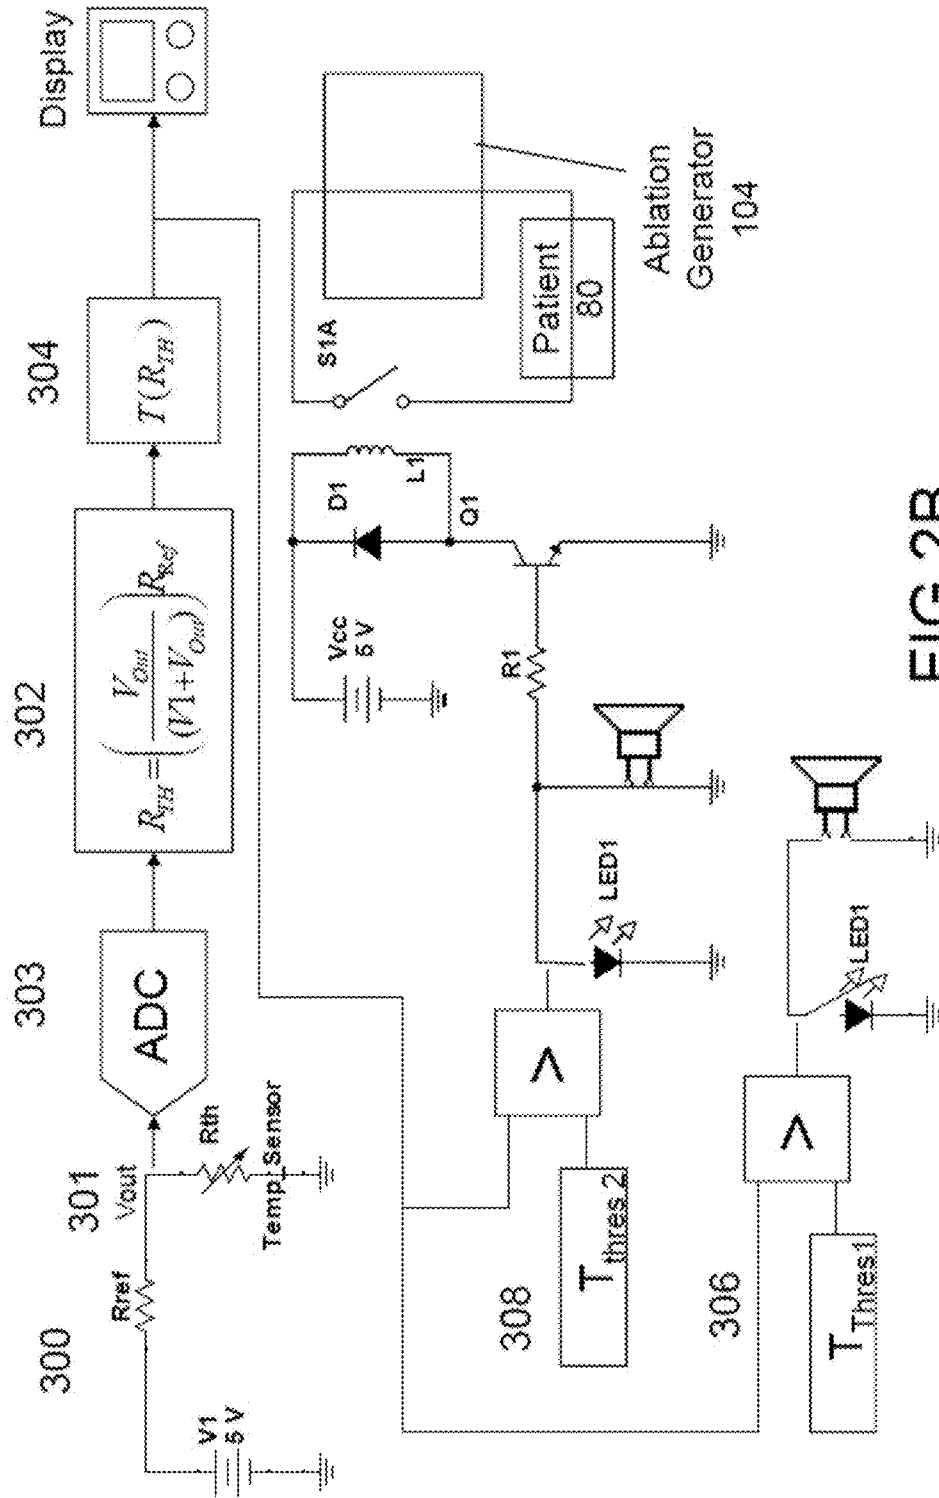 300
301
303
302
304
Display
V1
5 V
Rref
Vout
Rth
Temp Sensor
ADC
R_TH = ( V_Out / (V1+V_Out) ) R_Ref
T(R_TH)
Vcc
5 V
D1
L1
Q1
R1
S1A
Patient
80
Ablation
Generator
104
308
T_thres 2
>
LED1
306
T_Thres1
>
LED1
FIG. 2B